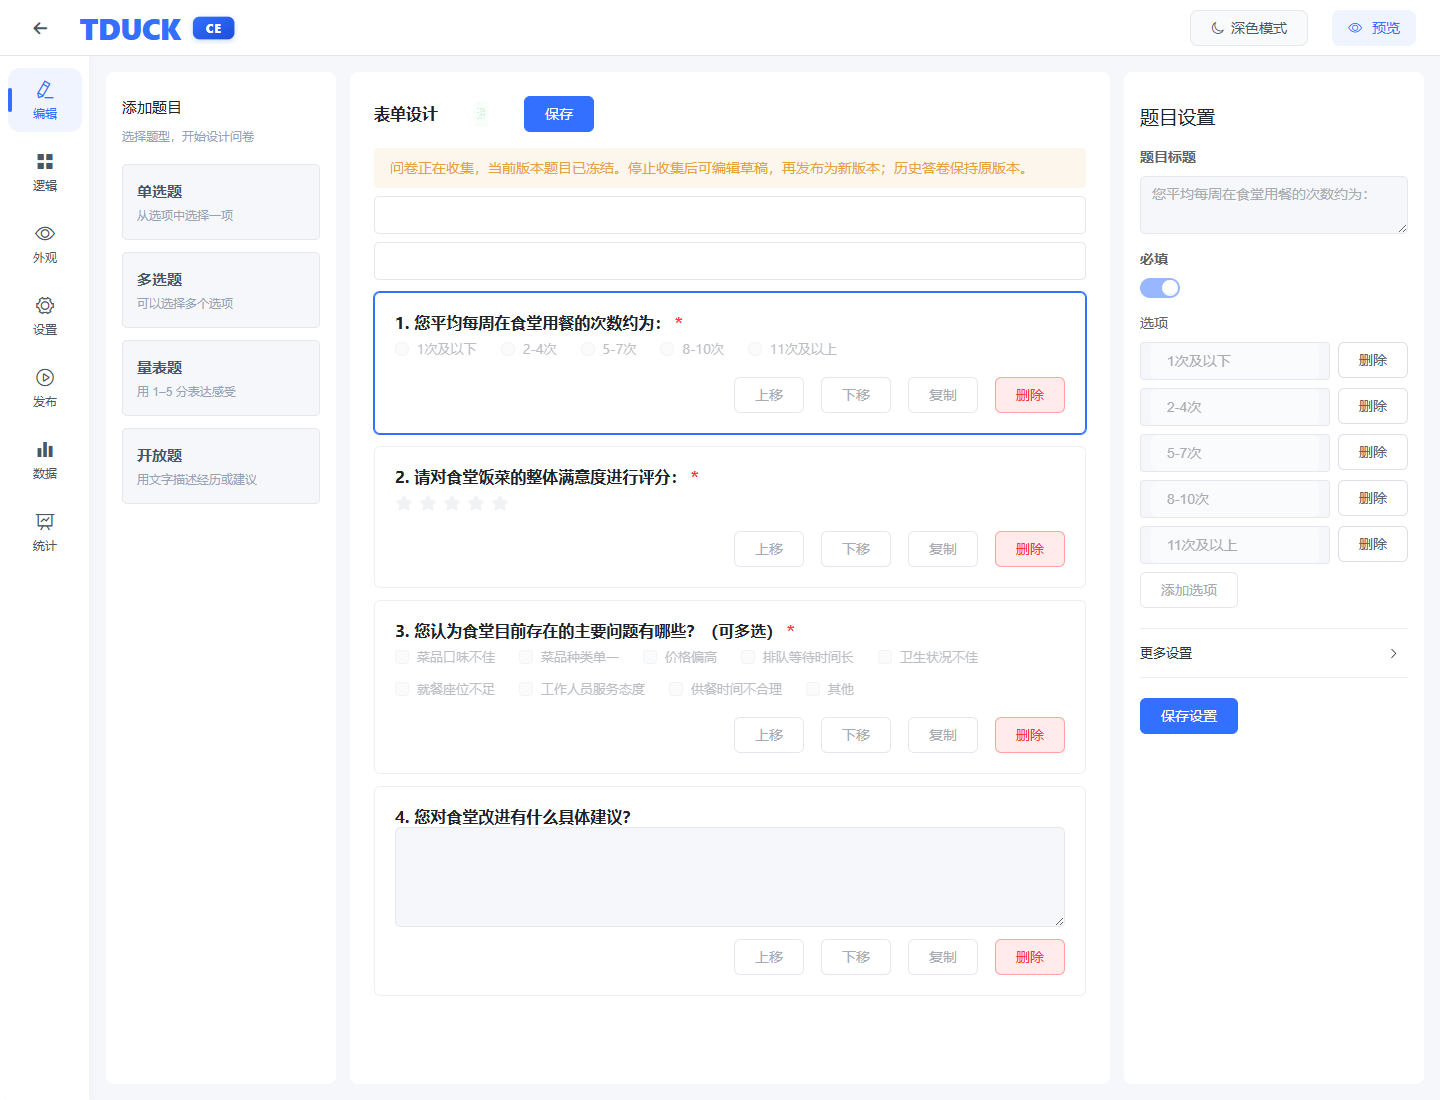 TDUCK CE
深色模式
预览
编辑
逻辑
外观
设置
发布
数据
统计
添加题目
选择题型，开始设计问卷
单选题
从选项中选择一项
多选题
可以选择多个选项
量表题
用 1–5 分表达感受
开放题
用文字描述经历或建议
表单设计
保存
问卷正在收集，当前版本题目已冻结。停止收集后可编辑草稿，再发布为新版本；历史答卷保持原版本。
1. 您平均每周在食堂用餐的次数约为： *
1次及以下 2-4次 5-7次 8-10次 11次及以上
上移 下移 复制 删除
2. 请对食堂饭菜的整体满意度进行评分： *
上移 下移 复制 删除
3. 您认为食堂目前存在的主要问题有哪些？（可多选） *
菜品口味不佳 菜品种类单一 价格偏高 排队等待时间长 卫生状况不佳
就餐座位不足 工作人员服务态度 供餐时间不合理 其他
上移 下移 复制 删除
4. 您对食堂改进有什么具体建议？
上移 下移 复制 删除
题目设置
题目标题
您平均每周在食堂用餐的次数约为：
必填
选项
1次及以下 删除
2-4次 删除
5-7次 删除
8-10次 删除
11次及以上 删除
添加选项
更多设置
保存设置